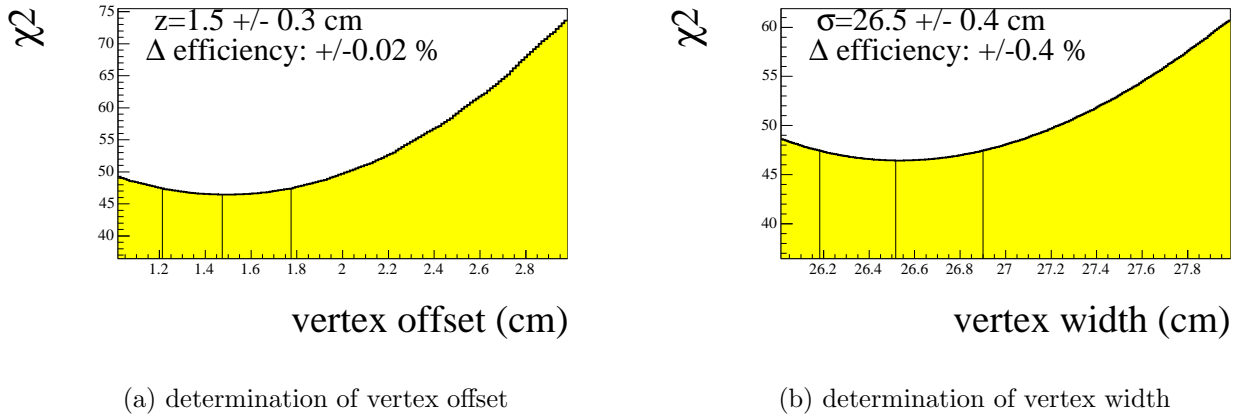 χ2
z=1.5 +/- 0.3 cm
Δ efficiency: +/-0.02 %
75
70
65
60
55
50
45
40
1.2 1.4 1.6 1.8 2 2.2 2.4 2.6 2.8
vertex offset (cm)
(a) determination of vertex offset
χ2
σ=26.5 +/- 0.4 cm
Δ efficiency: +/-0.4 %
60
55
50
45
40
26.2 26.4 26.6 26.8 27 27.2 27.4 27.6 27.8
vertex width (cm)
(b) determination of vertex width